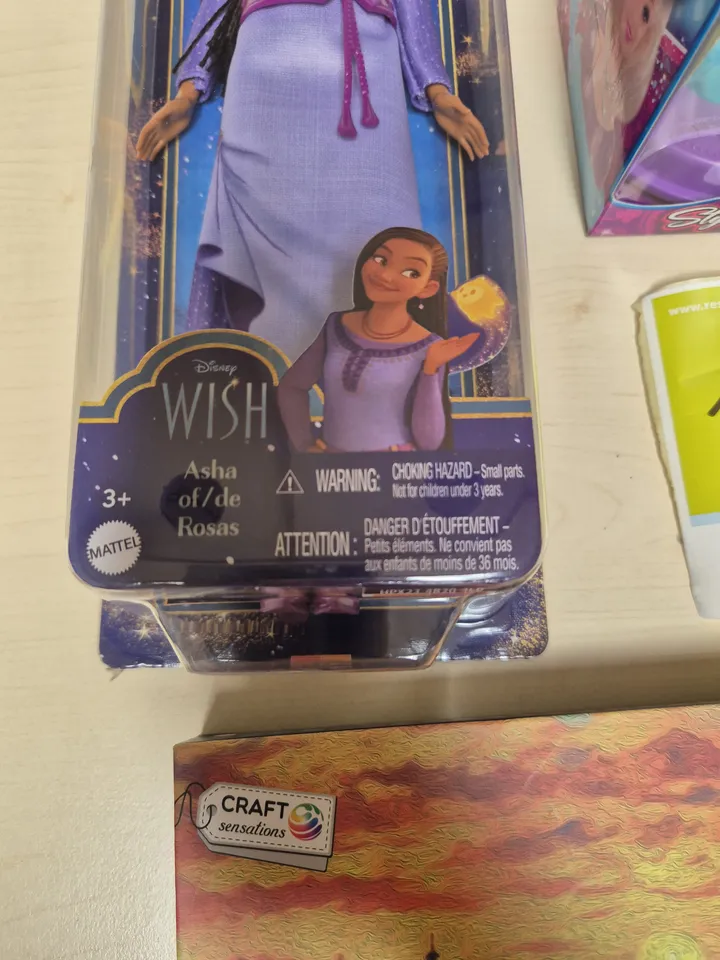 DISNEY
WISH
Asha
of/de
Rosas
3+
MATTEL
WARNING: CHOKING HAZARD – Small parts.
Not for children under 3 years.
ATTENTION : DANGER D'ÉTOUFFEMENT –
Petits éléments. Ne convient pas
aux enfants de moins de 36 mois.
CRAFT
sensations